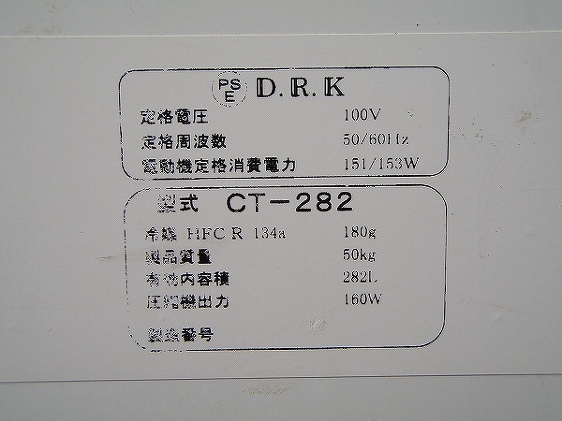 PS
E D.R.K
定格電圧 100V
定格周波数 50/60Hz
電動機定格消費電力 151/153W
型式 CT-282
冷媒 HFC R 134a 180g
製品質量 50kg
有効内容積 282L
圧縮機出力 160W
製造番号